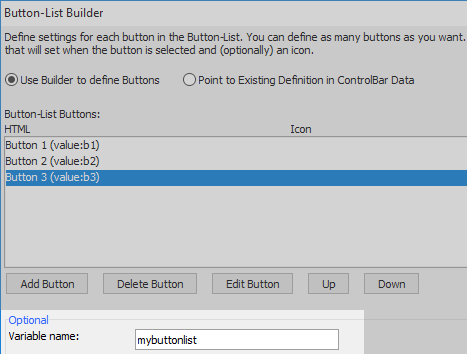 Button-List Builder
Define settings for each button in the Button-List. You can define as many buttons as you want.
that will set when the button is selected and (optionally) an icon.
Use Builder to define Buttons Point to Existing Definition in ControlBar Data
Button-List Buttons:
HTML Icon
Button 1 (value:b1)
Button 2 (value:b2)
Button 3 (value:b3)
Add Button Delete Button Edit Button Up Down
Optional
Variable name: mybuttonlist